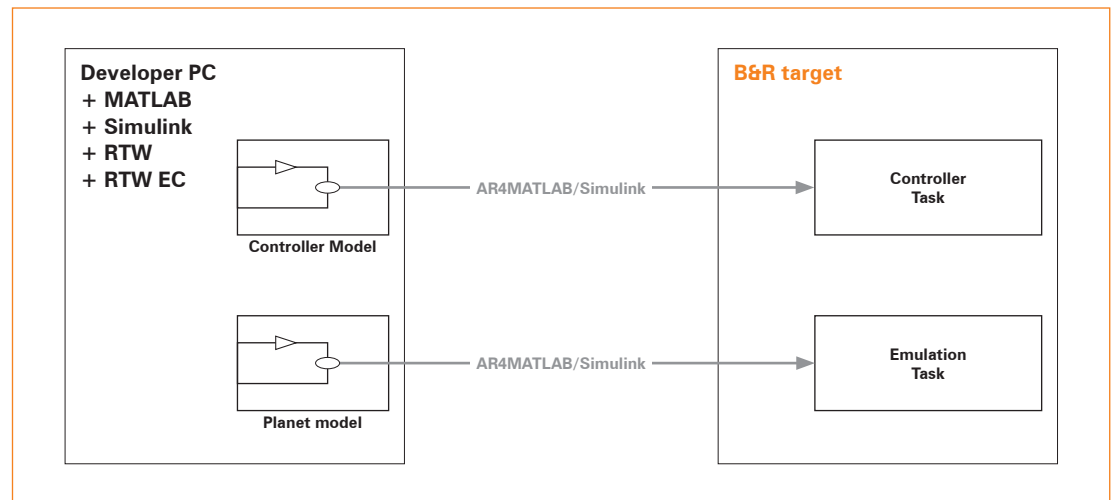 Developer PC
+ MATLAB
+ Simulink
+ RTW
+ RTW EC
B&R target
Controller Model
AR4MATLAB/Simulink
Controller
Task
Planet model
AR4MATLAB/Simulink
Emulation
Task